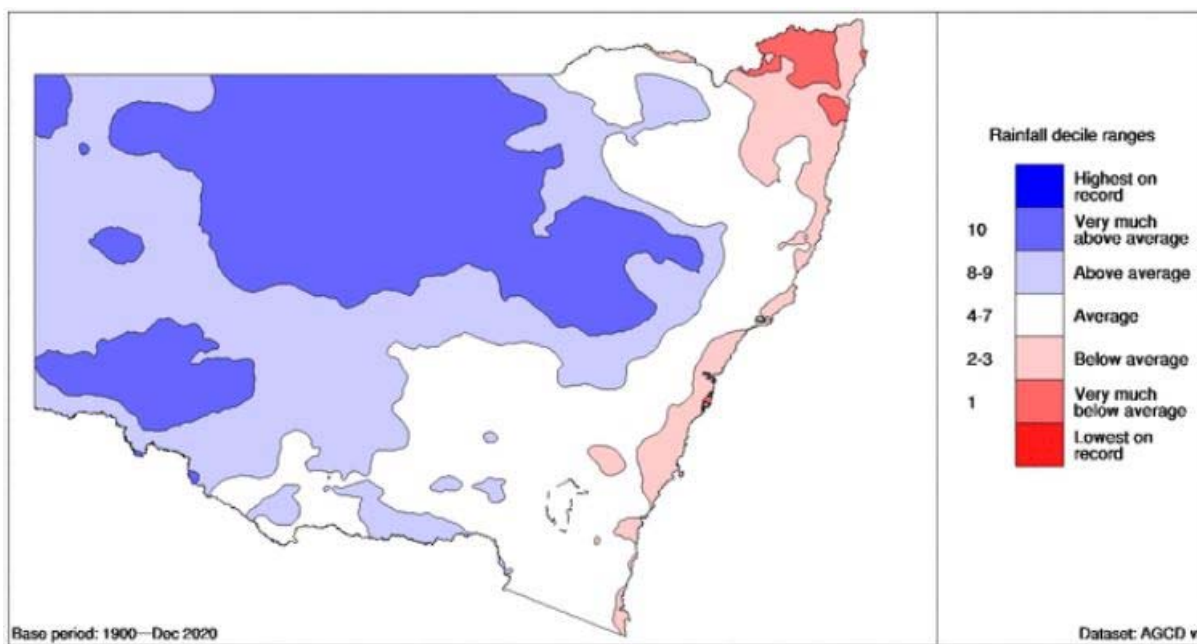 Rainfall decile ranges
Highest on
record
10
Very much
above average
8-9
Above average
4-7
Average
2-3
Below average
1
Very much
below average
Lowest on
record
Base period: 1900—Dec 2020
Dataset: AGCD v